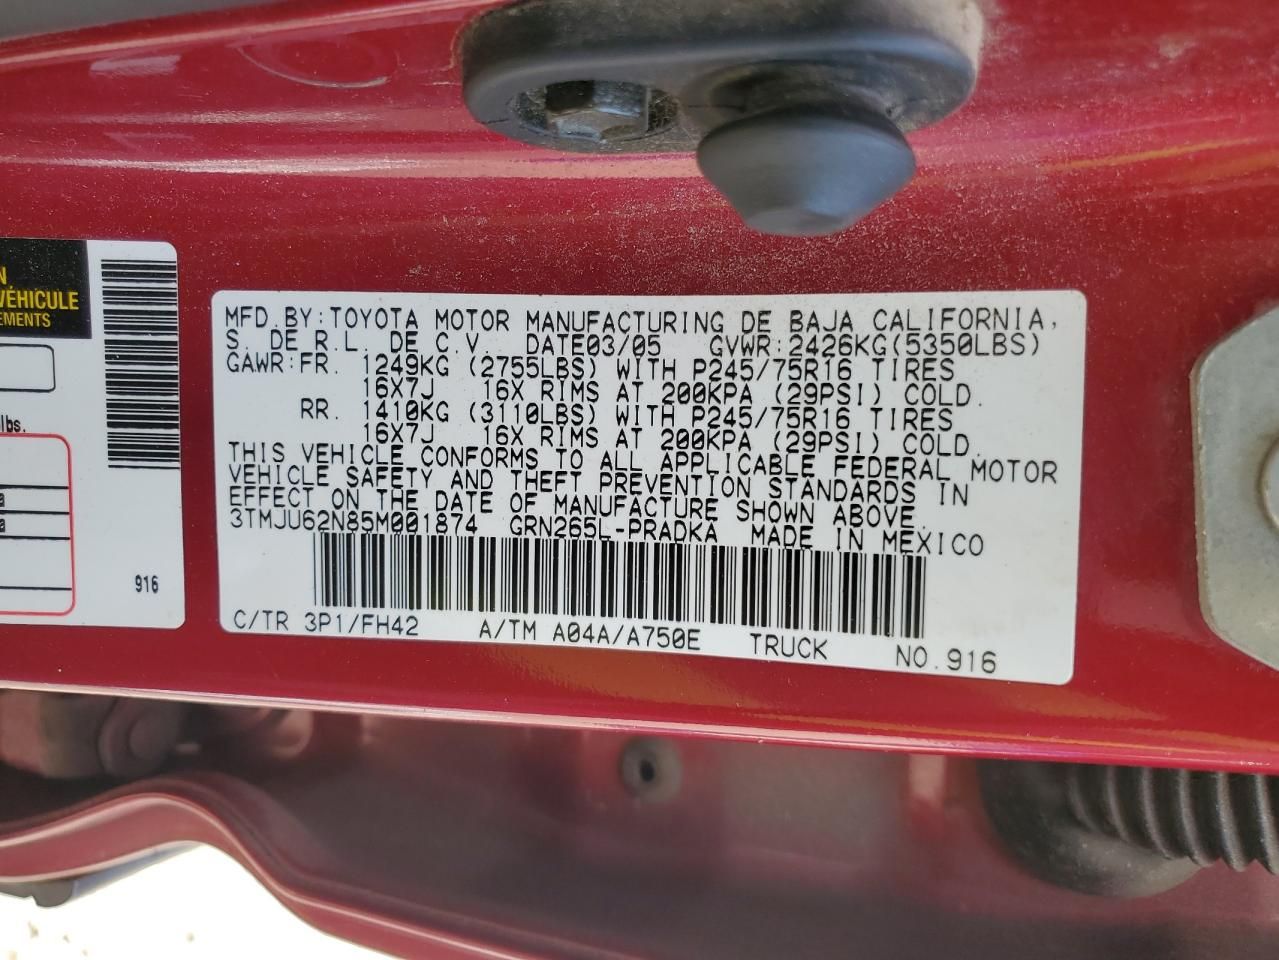 N
VÉHICULE
EMENTS
lbs.
916
MFD.BY:TOYOTA MOTOR MANUFACTURING DE BAJA CALIFORNIA,
S. DE R.L. DE C.V. DATE03/05 GVWR:2426KG(5350LBS)
GAWR:FR. 1249KG (2755LBS) WITH P245/75R16 TIRES
16X7J 16X RIMS AT 200KPA (29PSI) COLD.
RR. 1410KG (3110LBS) WITH P245/75R16 TIRES
16X7J 16X RIMS AT 200KPA (29PSI) COLD.
THIS VEHICLE CONFORMS TO ALL APPLICABLE FEDERAL MOTOR
VEHICLE SAFETY AND THEFT PREVENTION STANDARDS IN
EFFECT ON THE DATE OF MANUFACTURE SHOWN ABOVE.
3TMJU62N85M001874 GRN265L-PRADKA MADE IN MEXICO
C/TR 3P1/FH42 A/TM A04A/A750E TRUCK NO.916